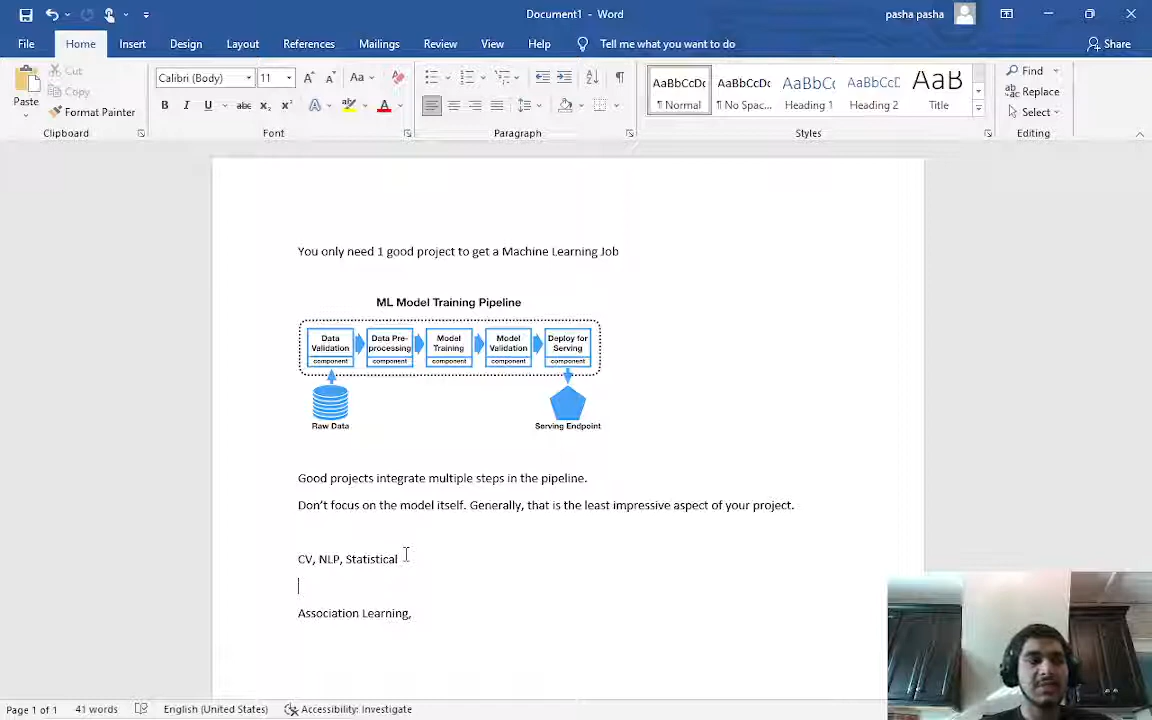 Document1 - Word
pasha pasha
File
Home
Insert
Design
Layout
References
Mailings
Review
View
Help
Tell me what you want to do
Share
Paste
Cut
Copy
Format Painter
Clipboard
Calibri (Body)
11
Font
Paragraph
AaBbCcDc
¶ Normal
AaBbCcDc
¶ No Spac...
AaBbCc
Heading 1
AaBbCcD
Heading 2
AaB
Title
Styles
Find
Replace
Select
Editing
You only need 1 good project to get a Machine Learning Job
ML Model Training Pipeline
Data Validation
component
Data Pre-processing
component
Model Training
component
Model Validation
component
Deploy for Serving
component
Raw Data
Serving Endpoint
Good projects integrate multiple steps in the pipeline.
Don't focus on the model itself. Generally, that is the least impressive aspect of your project.
CV, NLP, Statistical
Association Learning,
Page 1 of 1
41 words
English (United States)
Accessibility: Investigate